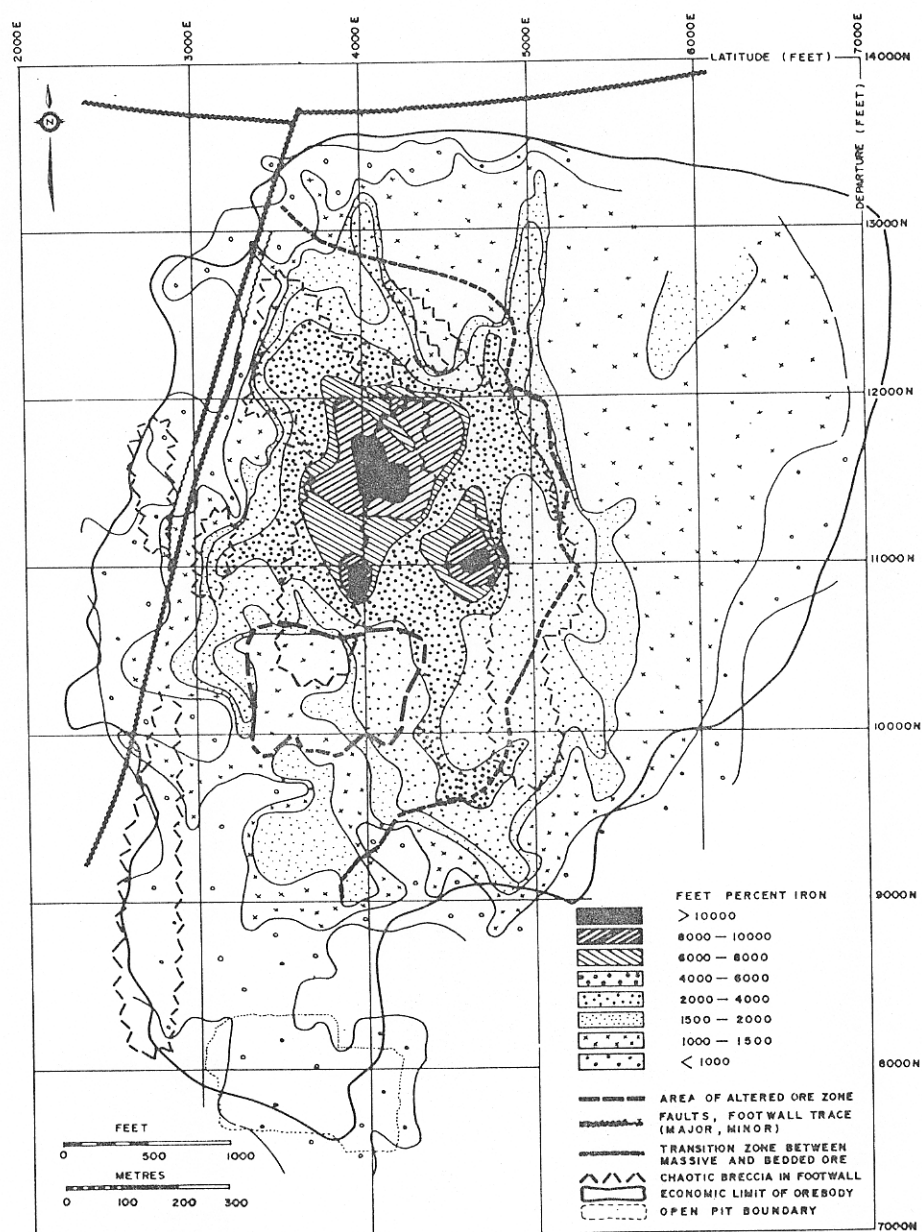 2000E 3000E 4000E 5000E 6000E 7000E
LATITUDE (FEET) 14000N
DEPARTURE (FEET)
N
13000N
12000N
11000N
10000N
9000N
FEET PERCENT IRON
> 10000
8000 — 10000
6000 — 8000
4000 — 6000
2000 — 4000
1500 — 2000
1000 — 1500
< 1000
8000N
AREA OF ALTERED ORE ZONE
FAULTS, FOOTWALL TRACE
(MAJOR, MINOR)
TRANSITION ZONE BETWEEN
MASSIVE AND BEDDED ORE
CHAOTIC BRECCIA IN FOOTWALL
ECONOMIC LIMIT OF OREBODY
OPEN PIT BOUNDARY
FEET
0 500 1000
METRES
0 100 200 300
7000N